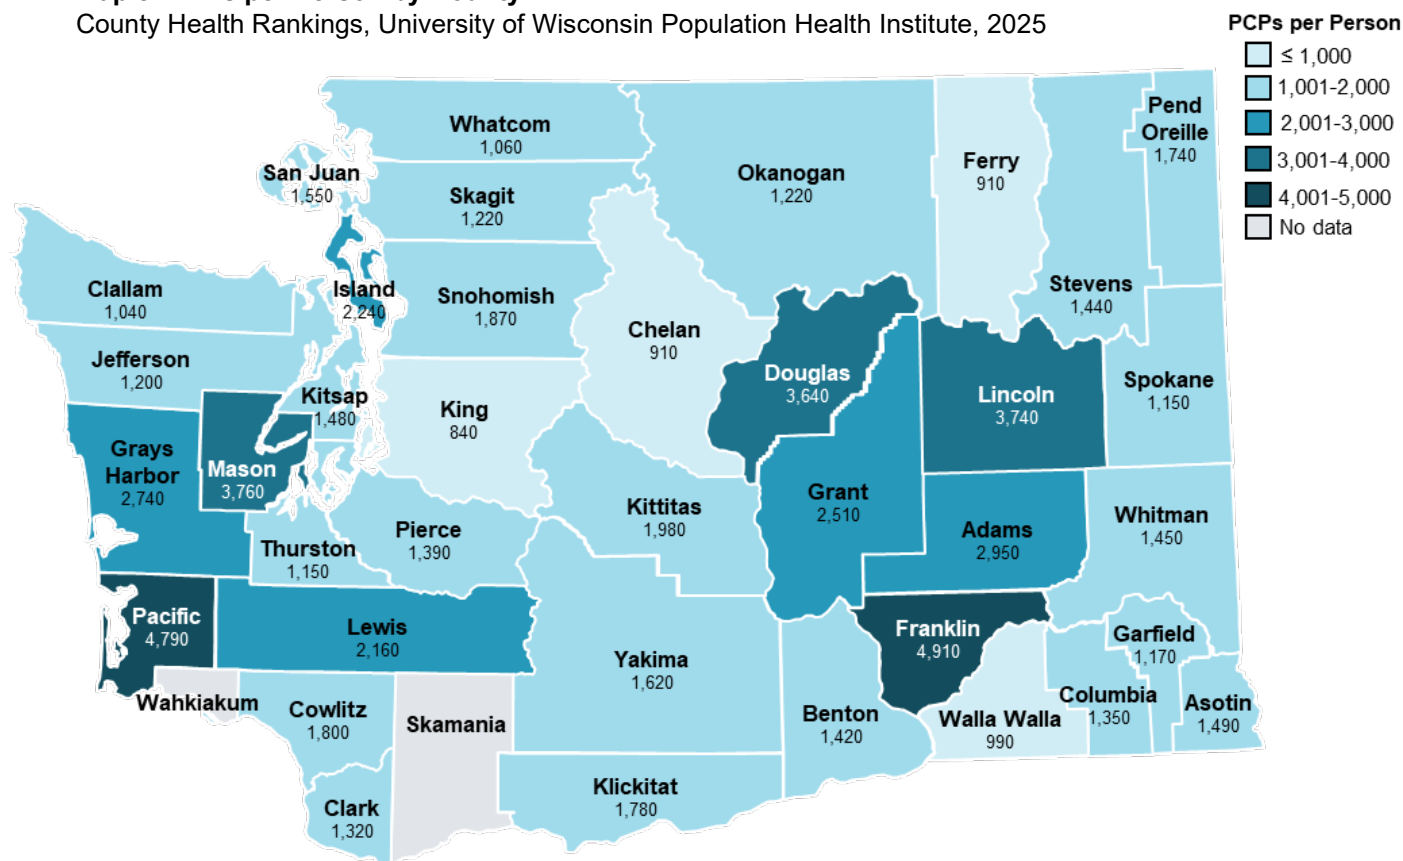 County Health Rankings, University of Wisconsin Population Health Institute, 2025
PCPs per Person
≤ 1,000
1,001-2,000
2,001-3,000
3,001-4,000
4,001-5,000
No data
Whatcom
1,060
San Juan
1,550
Skagit
1,220
Okanogan
1,220
Ferry
910
Pend
Oreille
1,740
Stevens
1,440
Clallam
1,040
Island
2,240
Snohomish
1,870
Chelan
910
Jefferson
1,200
Kitsap
1,480
King
840
Douglas
3,640
Lincoln
3,740
Spokane
1,150
Grays
Harbor
2,740
Mason
3,760
Kittitas
1,980
Grant
2,510
Adams
2,950
Whitman
1,450
Thurston
1,150
Pierce
1,390
Pacific
4,790
Lewis
2,160
Yakima
1,620
Franklin
4,910
Garfield
1,170
Columbia
1,350
Asotin
1,490
Wahkiakum
Cowlitz
1,800
Skamania
Benton
1,420
Walla Walla
990
Klickitat
1,780
Clark
1,320